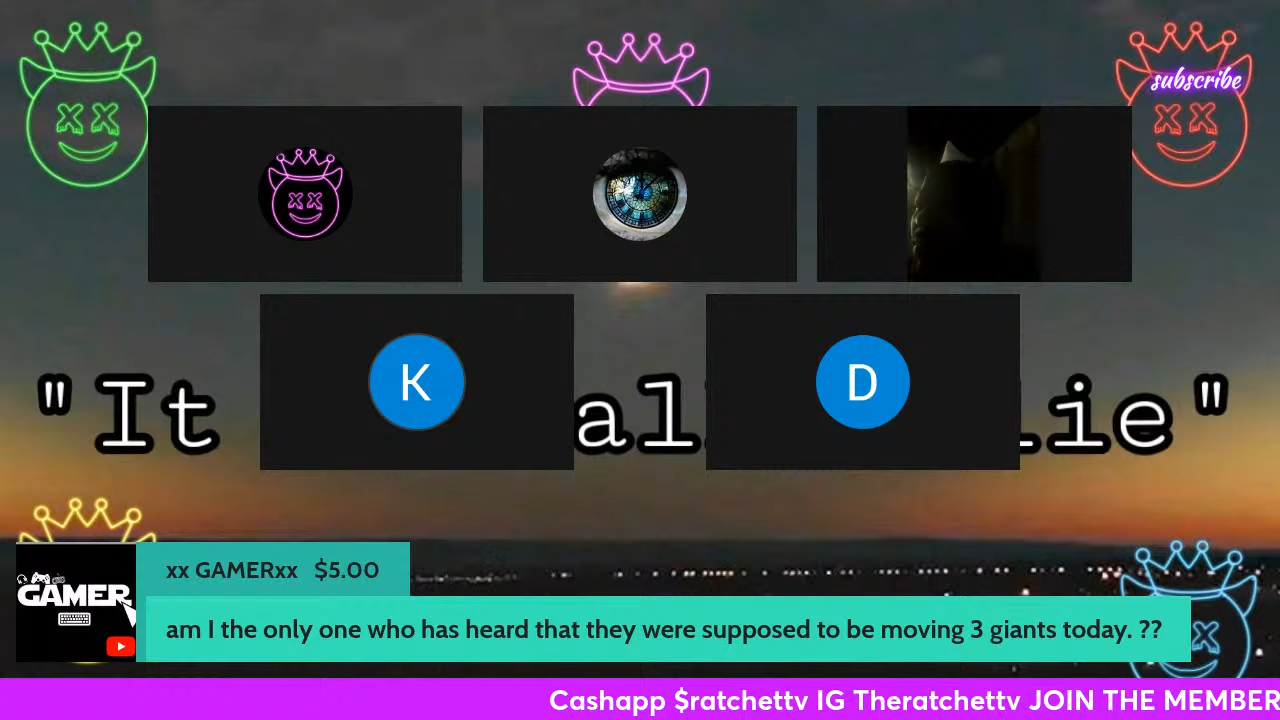 subscribe
K
D
"It al ie"
GAMER
xx GAMERxx $5.00
am I the only one who has heard that they were supposed to be moving 3 giants today. ??
Cashapp $ratchettv IG Theratchettv JOIN THE MEMBER